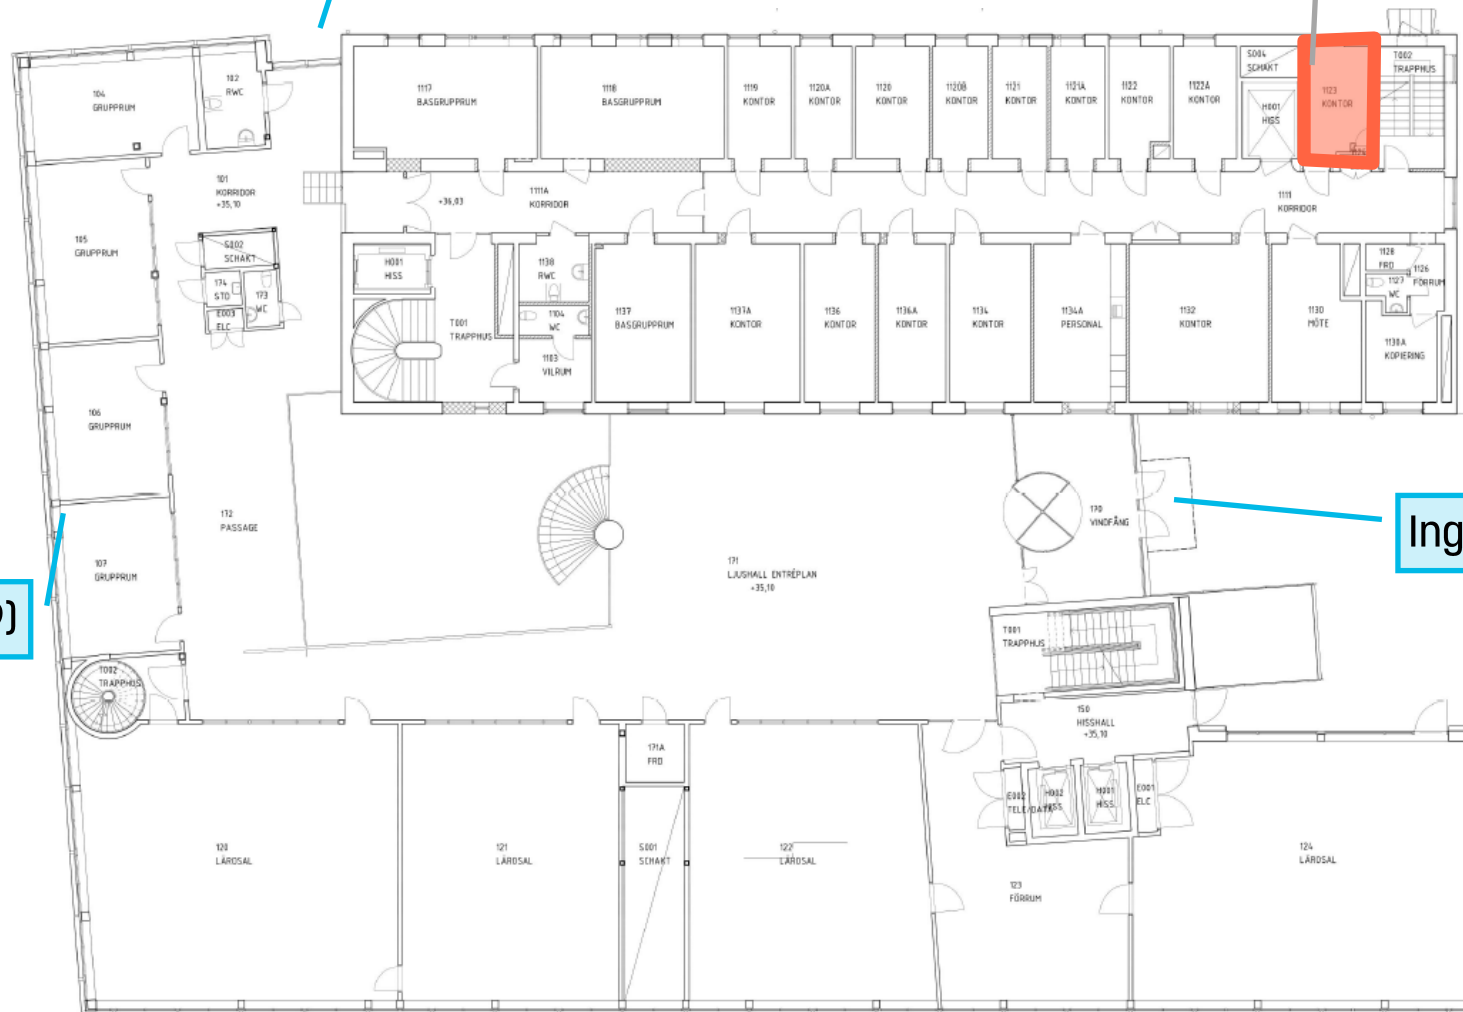 104
GRUPPRUM
102
RWC
1117
BASGRUPPRUM
1118
BASGRUPPRUM
1119
KONTOR
1120A
KONTOR
1120
KONTOR
1120B
KONTOR
1121
KONTOR
1121A
KONTOR
1122
KONTOR
1122A
KONTOR
S004
SCHAKT
H001
HISS
1123
KONTOR
T002
TRAPPHUS
101
KORRIDOR
+35,10
+36,03
1111A
KORRIDOR
1111
KORRIDOR
105
GRUPPRUM
S002
SCHAKT
174
STD
173
WC
E003
ELC
H001
HISS
T001
TRAPPHUS
1138
RWC
1104
WC
1103
VILRUM
1137
BASGRUPPRUM
1137A
KONTOR
1136
KONTOR
1136A
KONTOR
1134
KONTOR
1134A
PERSONAL
1132
KONTOR
1130
MÖTE
1128
FRD
1127
WC
1126
FÖRRUM
1130A
KOPIERING
106
GRUPPRUM
172
PASSAGE
107
GRUPPRUM
171
LJUSHALL ENTRÉPLAN
+35,10
170
VINDFÅNG
Ing
)
T002
TRAPPHUS
T001
TRAPPHUS
150
HISSHALL
+35,10
171A
FRD
E002
TELE/DATA
H002
HISS
H001
HISS
E001
ELC
120
LÄROSAL
121
LÄROSAL
S001
SCHAKT
122
LÄROSAL
123
FÖRRUM
124
LÄROSAL